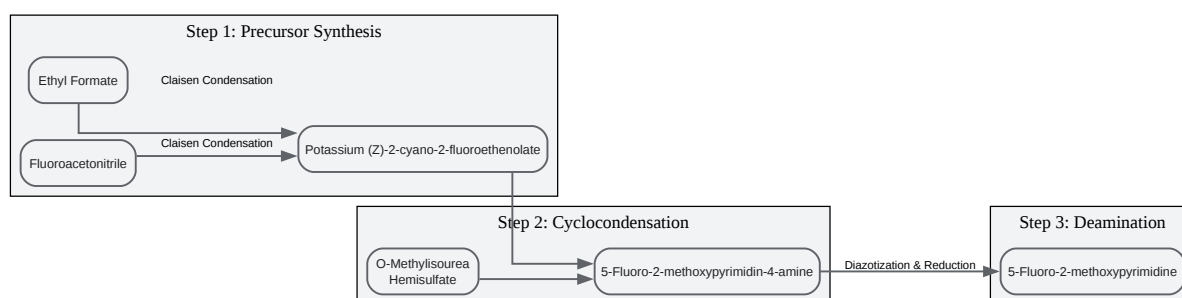 Step 1: Precursor Synthesis
Ethyl Formate
Claisen Condensation
Claisen Condensation
Fluoroacetonitrile
Potassium (Z)-2-cyano-2-fluoroethenolate
Step 2: Cyclocondensation
O-Methylisourea
Hemisulfate
5-Fluoro-2-methoxypyrimidin-4-amine
Diazotization & Reduction
Step 3: Deamination
5-Fluoro-2-methoxypyrimidine